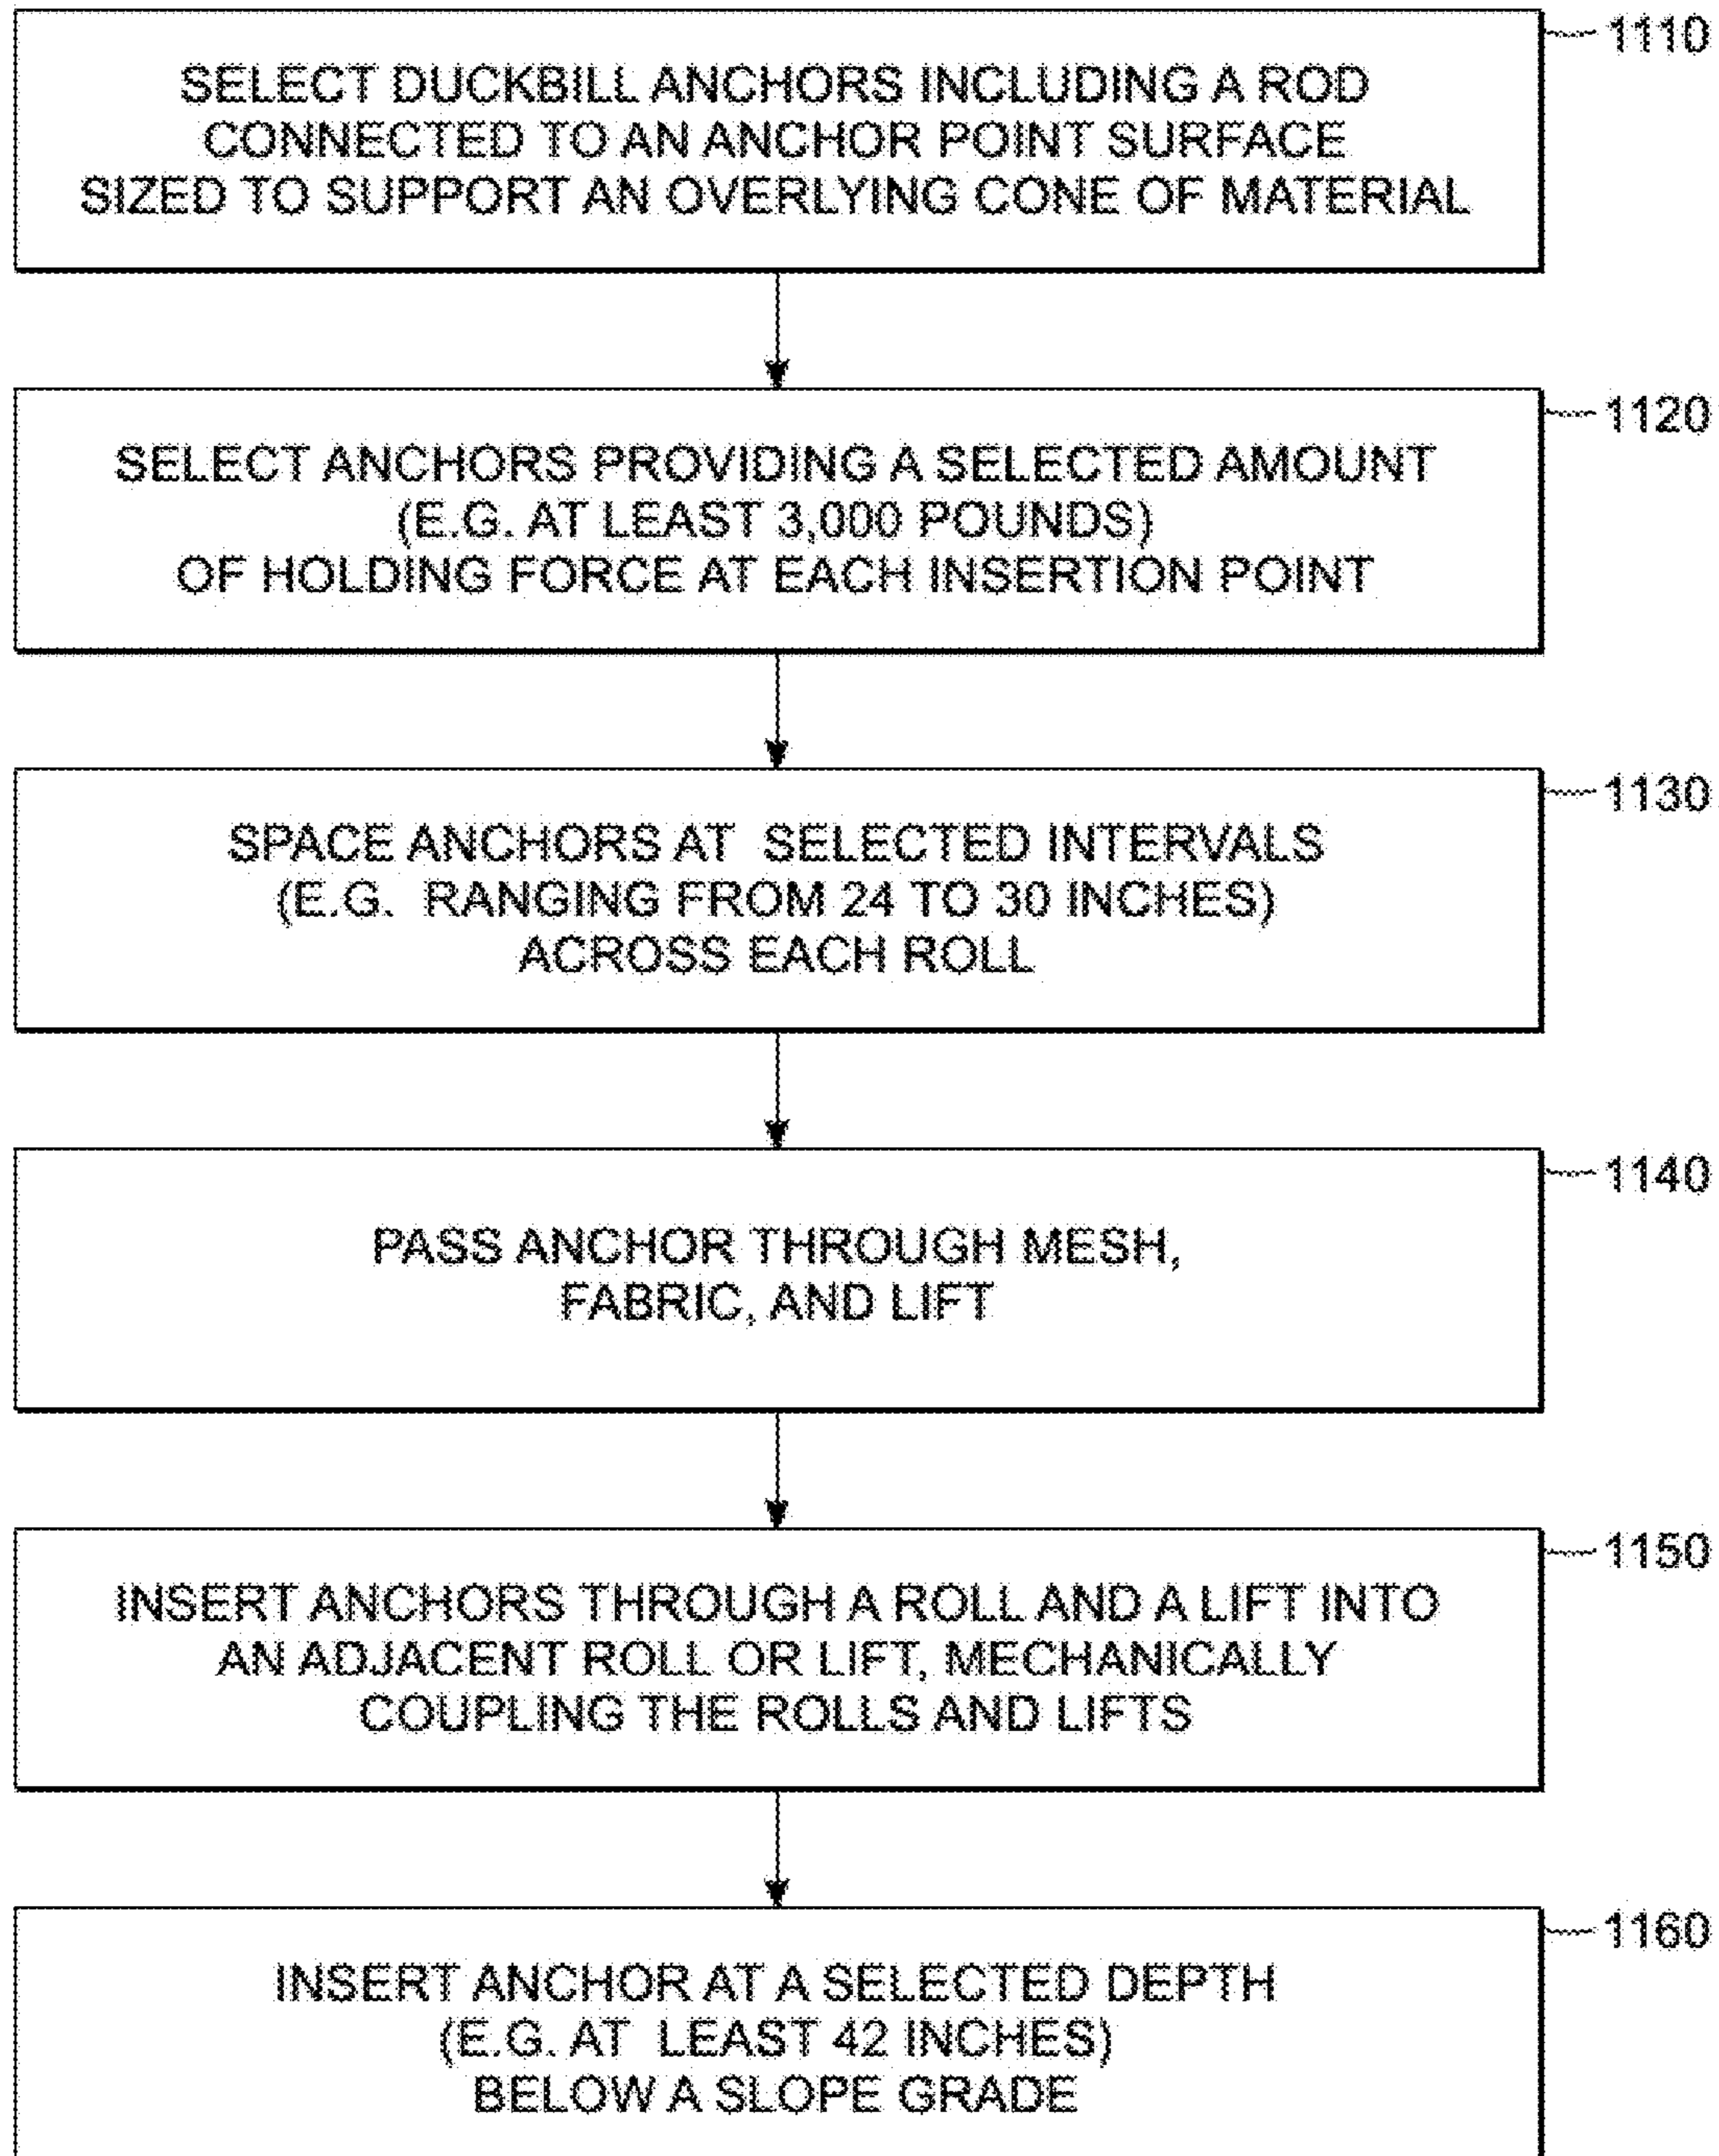 1110
SELECT DUCKBILL ANCHORS INCLUDING A ROD
CONNECTED TO AN ANCHOR POINT SURFACE
SIZED TO SUPPORT AN OVERLYING CONE OF MATERIAL
1120
SELECT ANCHORS PROVIDING A SELECTED AMOUNT
(E.G. AT LEAST 3,000 POUNDS)
OF HOLDING FORCE AT EACH INSERTION POINT
1130
SPACE ANCHORS AT SELECTED INTERVALS
(E.G. RANGING FROM 24 TO 30 INCHES)
ACROSS EACH ROLL
1140
PASS ANCHOR THROUGH MESH,
FABRIC, AND LIFT
1150
INSERT ANCHORS THROUGH A ROLL AND A LIFT INTO
AN ADJACENT ROLL OR LIFT, MECHANICALLY
COUPLING THE ROLLS AND LIFTS
1160
INSERT ANCHOR AT A SELECTED DEPTH
(E.G. AT LEAST 42 INCHES)
BELOW A SLOPE GRADE